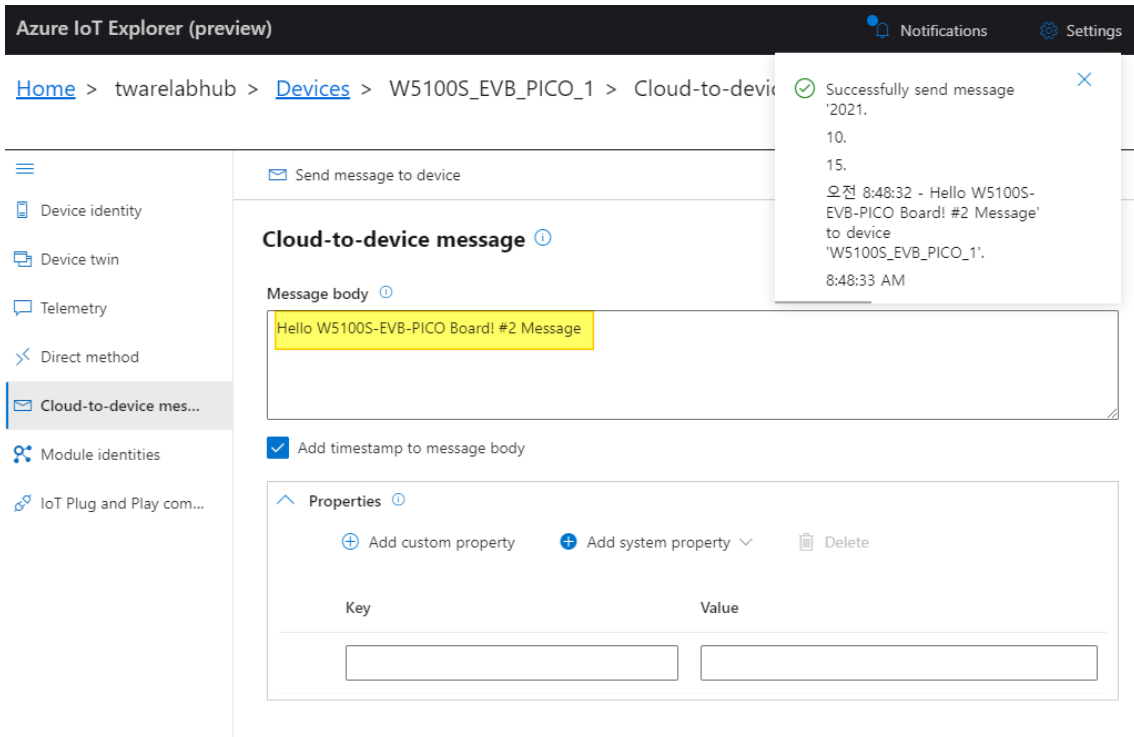 Azure IoT Explorer (preview)
Notifications
Settings
Home > twarelabhub > Devices > W5100S_EVB_PICO_1 > Cloud-to-devic
Successfully send message
'2021.
10.
15.
오전 8:48:32 - Hello W5100S-
EVB-PICO Board! #2 Message'
to device
'W5100S_EVB_PICO_1'.
8:48:33 AM
Device identity
Device twin
Telemetry
Direct method
Cloud-to-device mes...
Module identities
IoT Plug and Play com...
Send message to device
Cloud-to-device message
Message body
Hello W5100S-EVB-PICO Board! #2 Message
Add timestamp to message body
Properties
Add custom property
Add system property
Delete
Key
Value